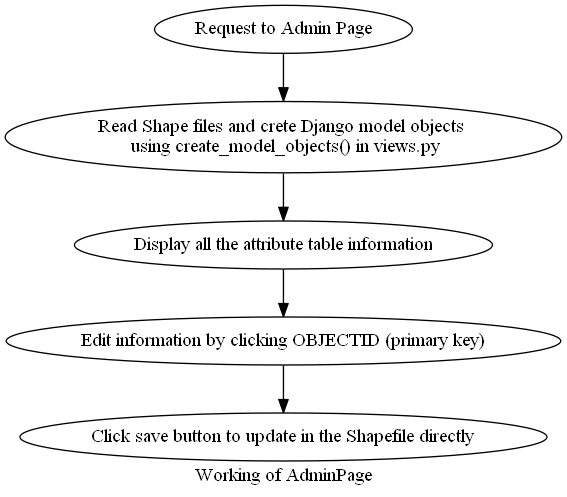 Request to Admin Page
Read Shape files and crete Django model objects
using create_model_objects() in views.py
Display all the attribute table information
Edit information by clicking OBJECTID (primary key)
Click save button to update in the Shapefile directly
Working of AdminPage